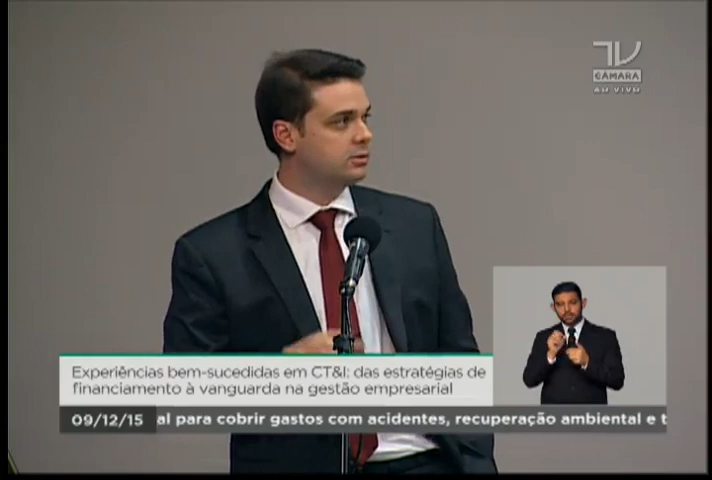 TV
CÂMARA
AO VIVO
Experiências bem-sucedidas em CT&I: das estratégias de
financiamento à vanguarda na gestão empresarial
09/12/15 al para cobrir gastos com acidentes, recuperação ambiental e t